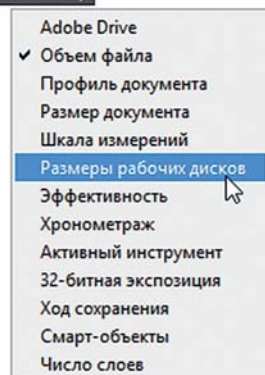 Adobe Drive
Объем файла
Профиль документа
Размер документа
Шкала измерений
Размеры рабочих дисков
Эффективность
Хронометраж
Активный инструмент
32-битная экспозиция
Ход сохранения
Смарт-объекты
Число слоев